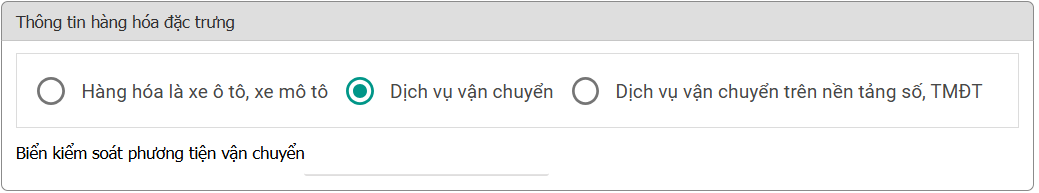 Thông tin hàng hóa đặc trưng
Hàng hóa là xe ô tô, xe mô tô Dịch vụ vận chuyển Dịch vụ vận chuyển trên nền tảng số, TMĐT
Biển kiểm soát phương tiện vận chuyển